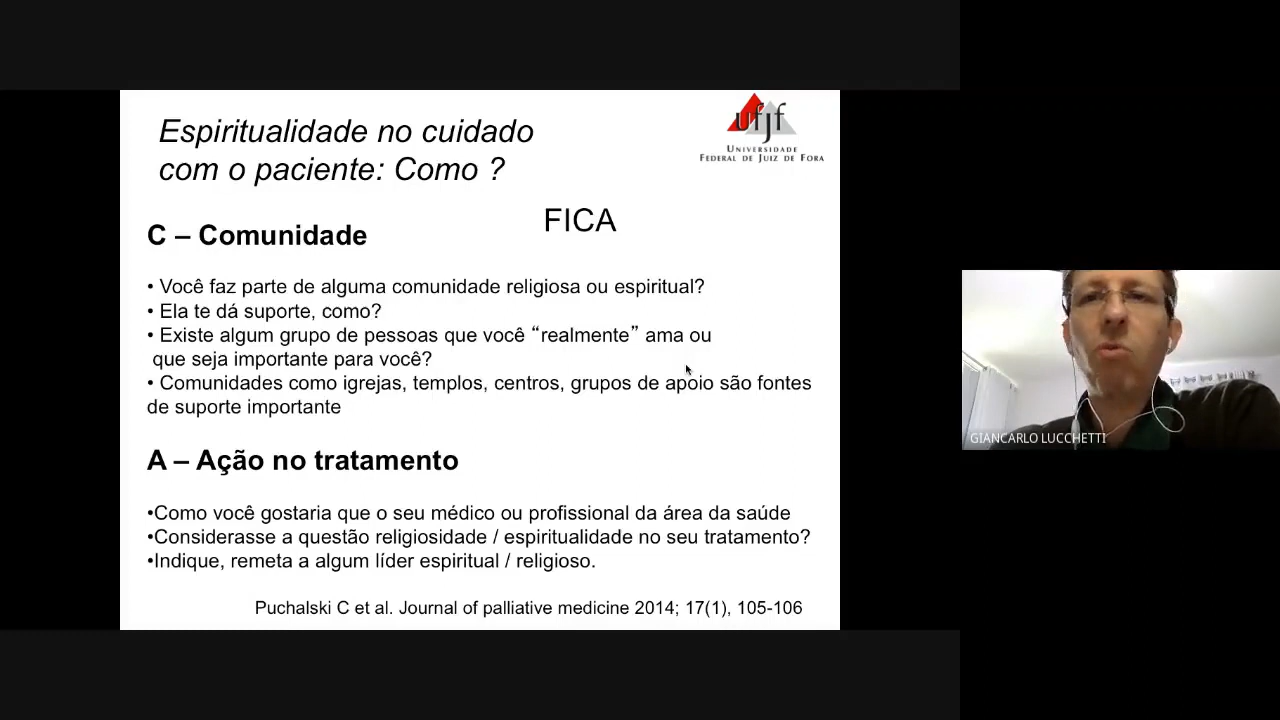 Espiritualidade no cuidado
com o paciente: Como ?
ufjf
UNIVERSIDADE
FEDERAL DE JUIZ DE FORA
FICA
C – Comunidade
• Você faz parte de alguma comunidade religiosa ou espiritual?
• Ela te dá suporte, como?
• Existe algum grupo de pessoas que você “realmente” ama ou
que seja importante para você?
• Comunidades como igrejas, templos, centros, grupos de apoio são fontes
de suporte importante
A – Ação no tratamento
•Como você gostaria que o seu médico ou profissional da área da saúde
•Considerasse a questão religiosidade / espiritualidade no seu tratamento?
•Indique, remeta a algum líder espiritual / religioso.
Puchalski C et al. Journal of palliative medicine 2014; 17(1), 105-106
GIANCARLO LUCCHETTI